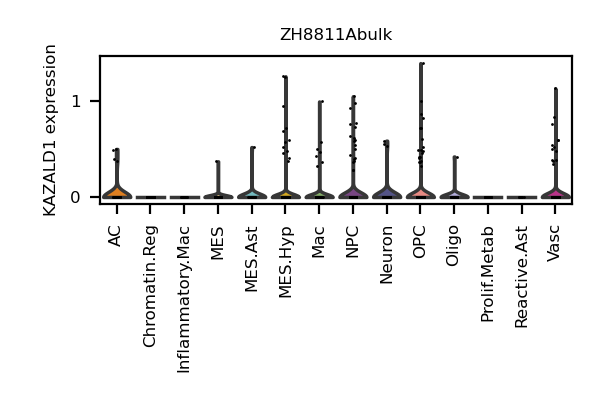 ZH8811Abulk
KAZALD1 expression
1
0
AC
Chromatin.Reg
Inflammatory.Mac
MES
MES.Ast
MES.Hyp
Mac
NPC
Neuron
OPC
Oligo
Prolif.Metab
Reactive.Ast
Vasc